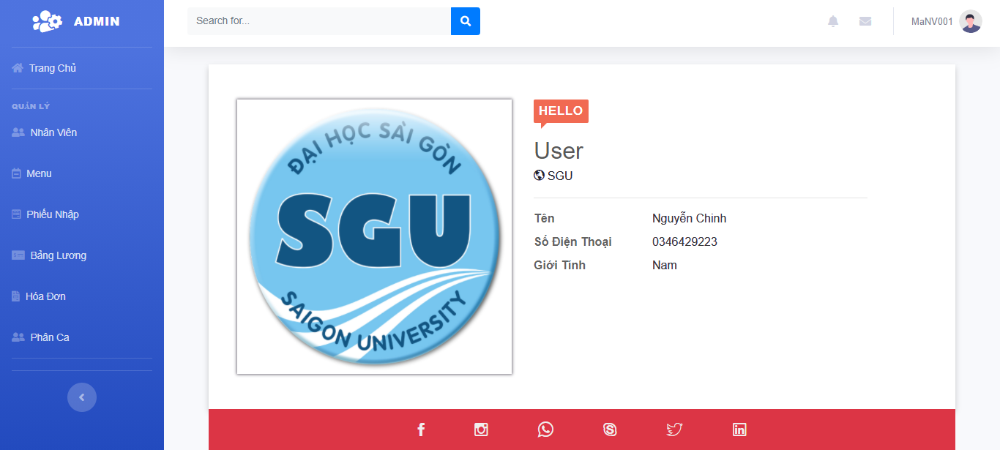 ADMIN
Search for...
MaNV001
Trang Chủ
QUẢN LÝ
Nhân Viên
Menu
Phiếu Nhập
Bảng Lương
Hóa Đơn
Phân Ca
ĐẠI HỌC SÀI GÒN
SGU
SAIGON UNIVERSITY
HELLO
User
SGU
Tên Nguyễn Chinh
Số Điện Thoại 0346429223
Giới Tính Nam